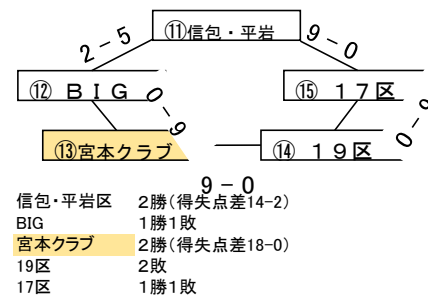 ⑪信包・平岩
2－5
9－0
⑫ ＢＩＧ
0－9
⑮ １７区
0－9
⑬宮本クラブ
⑭ １９区
9－0
信包・平岩区 2勝(得失点差14-2)
BIG 1勝1敗
宮本クラブ 2勝(得失点差18-0)
19区 2敗
17区 1勝1敗